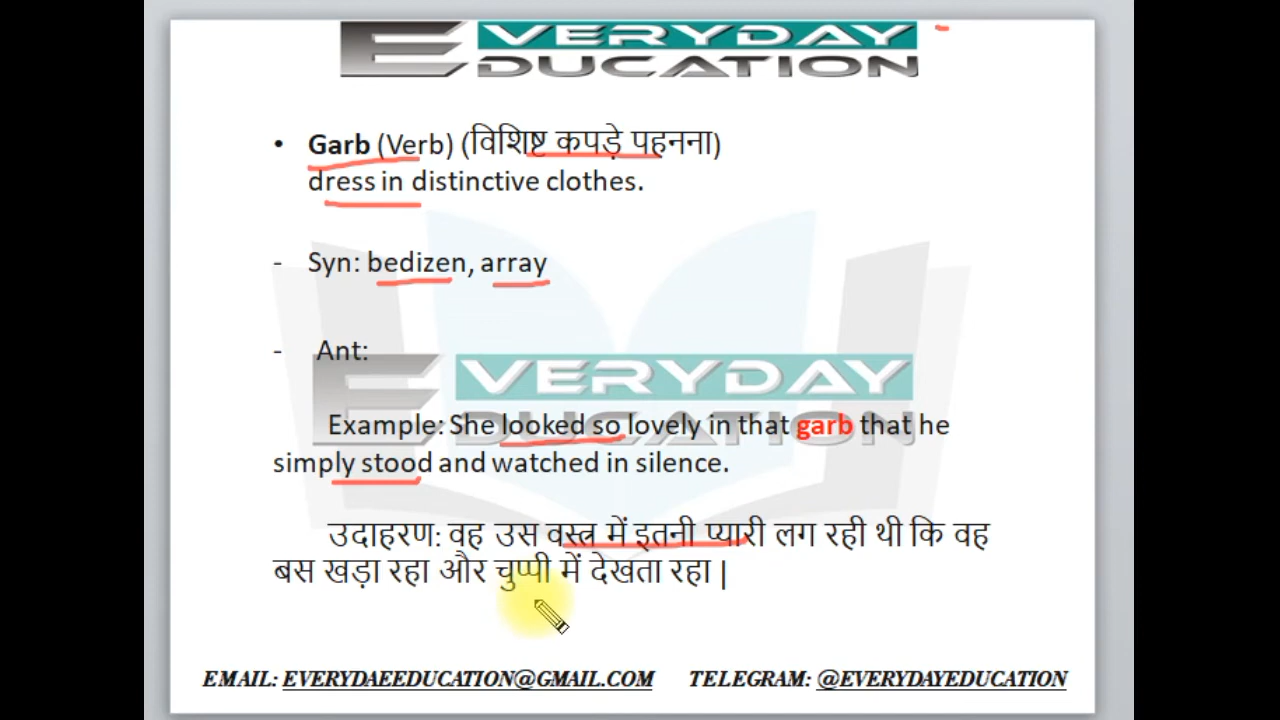 EVERYDAY
EDUCATION
• Garb (Verb) (विशिष्ट कपड़े पहनना)
dress in distinctive clothes.
- Syn: bedizen, array
- Ant:
EVERYDAY
EDUCATION
Example: She looked so lovely in that garb that he
simply stood and watched in silence.
उदाहरण: वह उस वस्त्र में इतनी प्यारी लग रही थी कि वह
बस खड़ा रहा और चुप्पी में देखता रहा |
EMAIL: EVERYDAEEDUCATION@GMAIL.COM TELEGRAM: @EVERYDAYEDUCATION